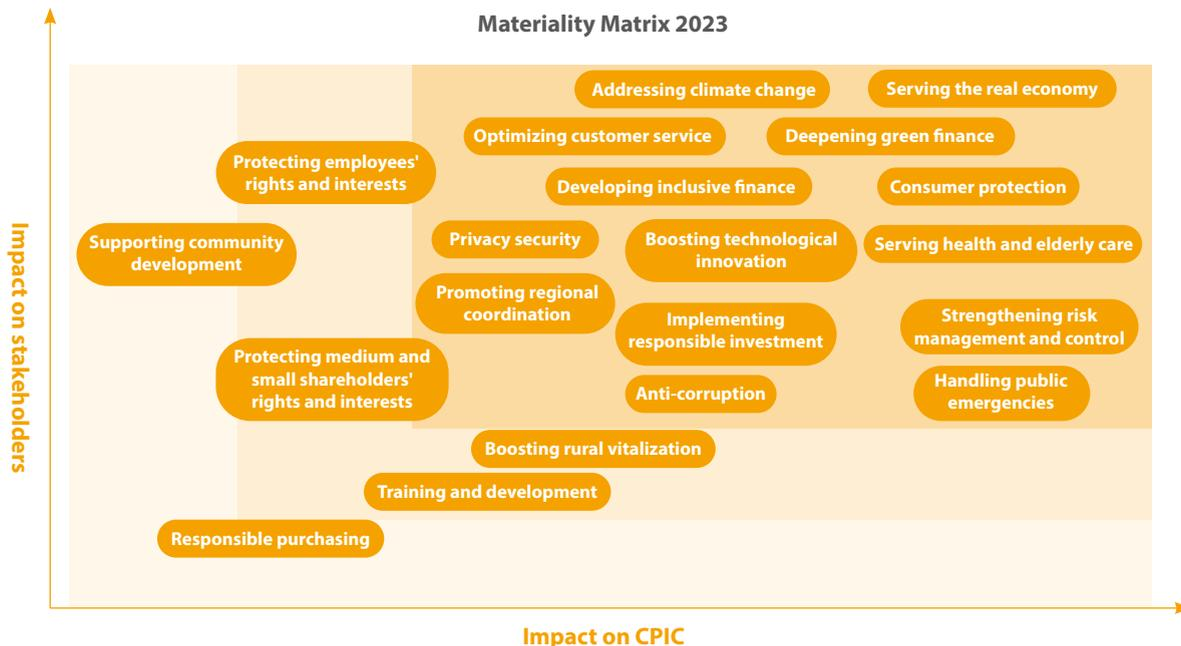 Materiality Matrix 2023
Addressing climate change
Serving the real economy
Optimizing customer service
Deepening green finance
Protecting employees'
rights and interests
Developing inclusive finance
Consumer protection
Supporting community
development
Privacy security
Boosting technological
innovation
Serving health and elderly care
Promoting regional
coordination
Implementing
responsible investment
Strengthening risk
management and control
Protecting medium and
small shareholders'
rights and interests
Anti-corruption
Handling public
emergencies
Boosting rural vitalization
Training and development
Responsible purchasing
Impact on stakeholders
Impact on CPIC